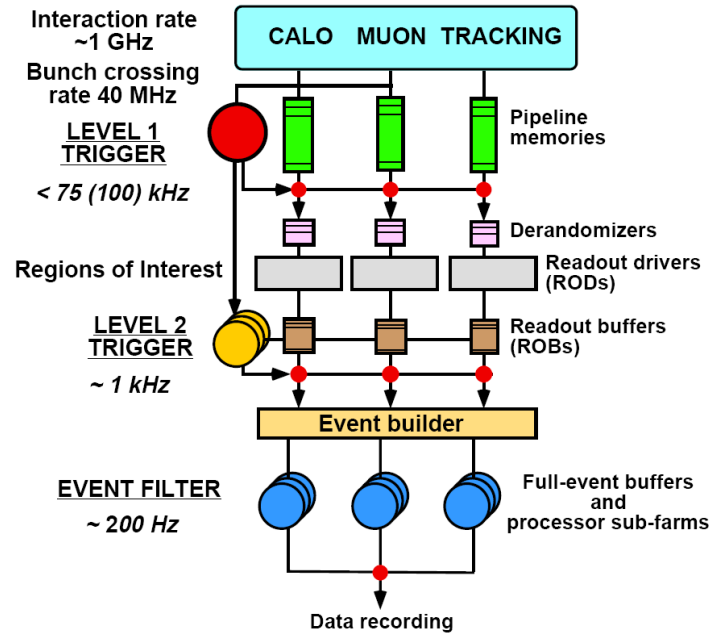 Interaction rate
~1 GHz
CALO MUON TRACKING
Bunch crossing
rate 40 MHz
LEVEL 1
TRIGGER
< 75 (100) kHz
Pipeline
memories
Derandomizers
Regions of Interest
Readout drivers
(RODs)
LEVEL 2
TRIGGER
~ 1 kHz
Readout buffers
(ROBs)
Event builder
EVENT FILTER
~ 200 Hz
Full-event buffers
and
processor sub-farms
Data recording